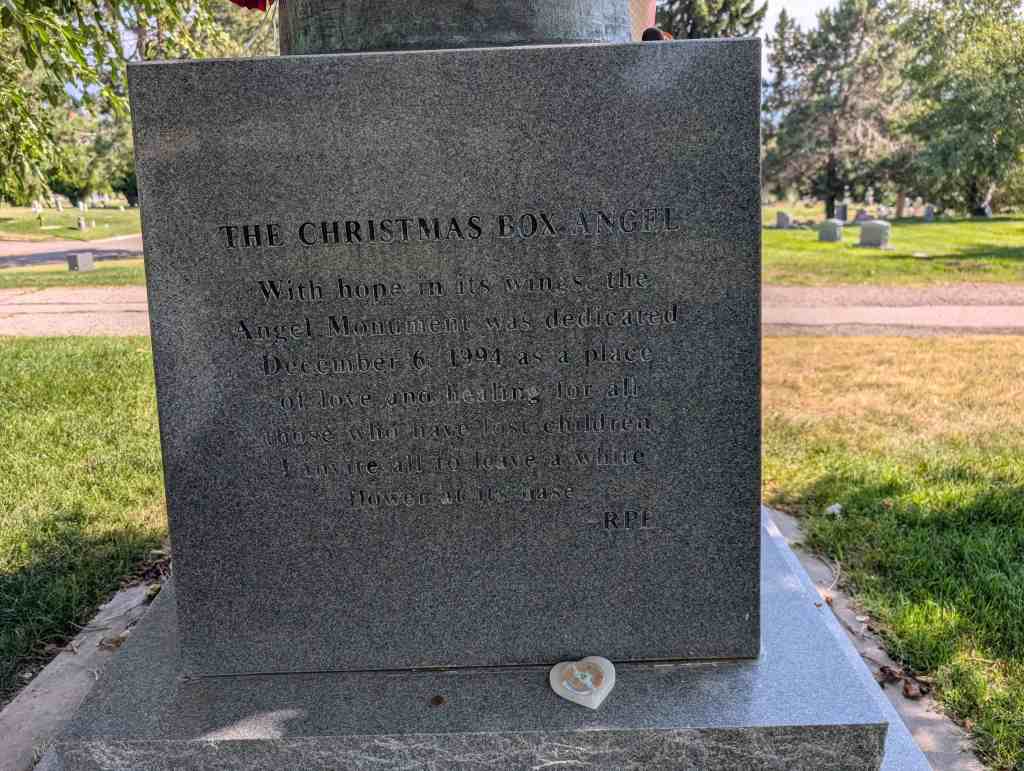 THE CHRISTMAS BOX ANGEL
With hope in its wings, the
Angel Monument was dedicated
December 6, 1994 as a place
of love and healing for all
those who have lost children.
I invite all to leave a white
flower at its base.
RPE